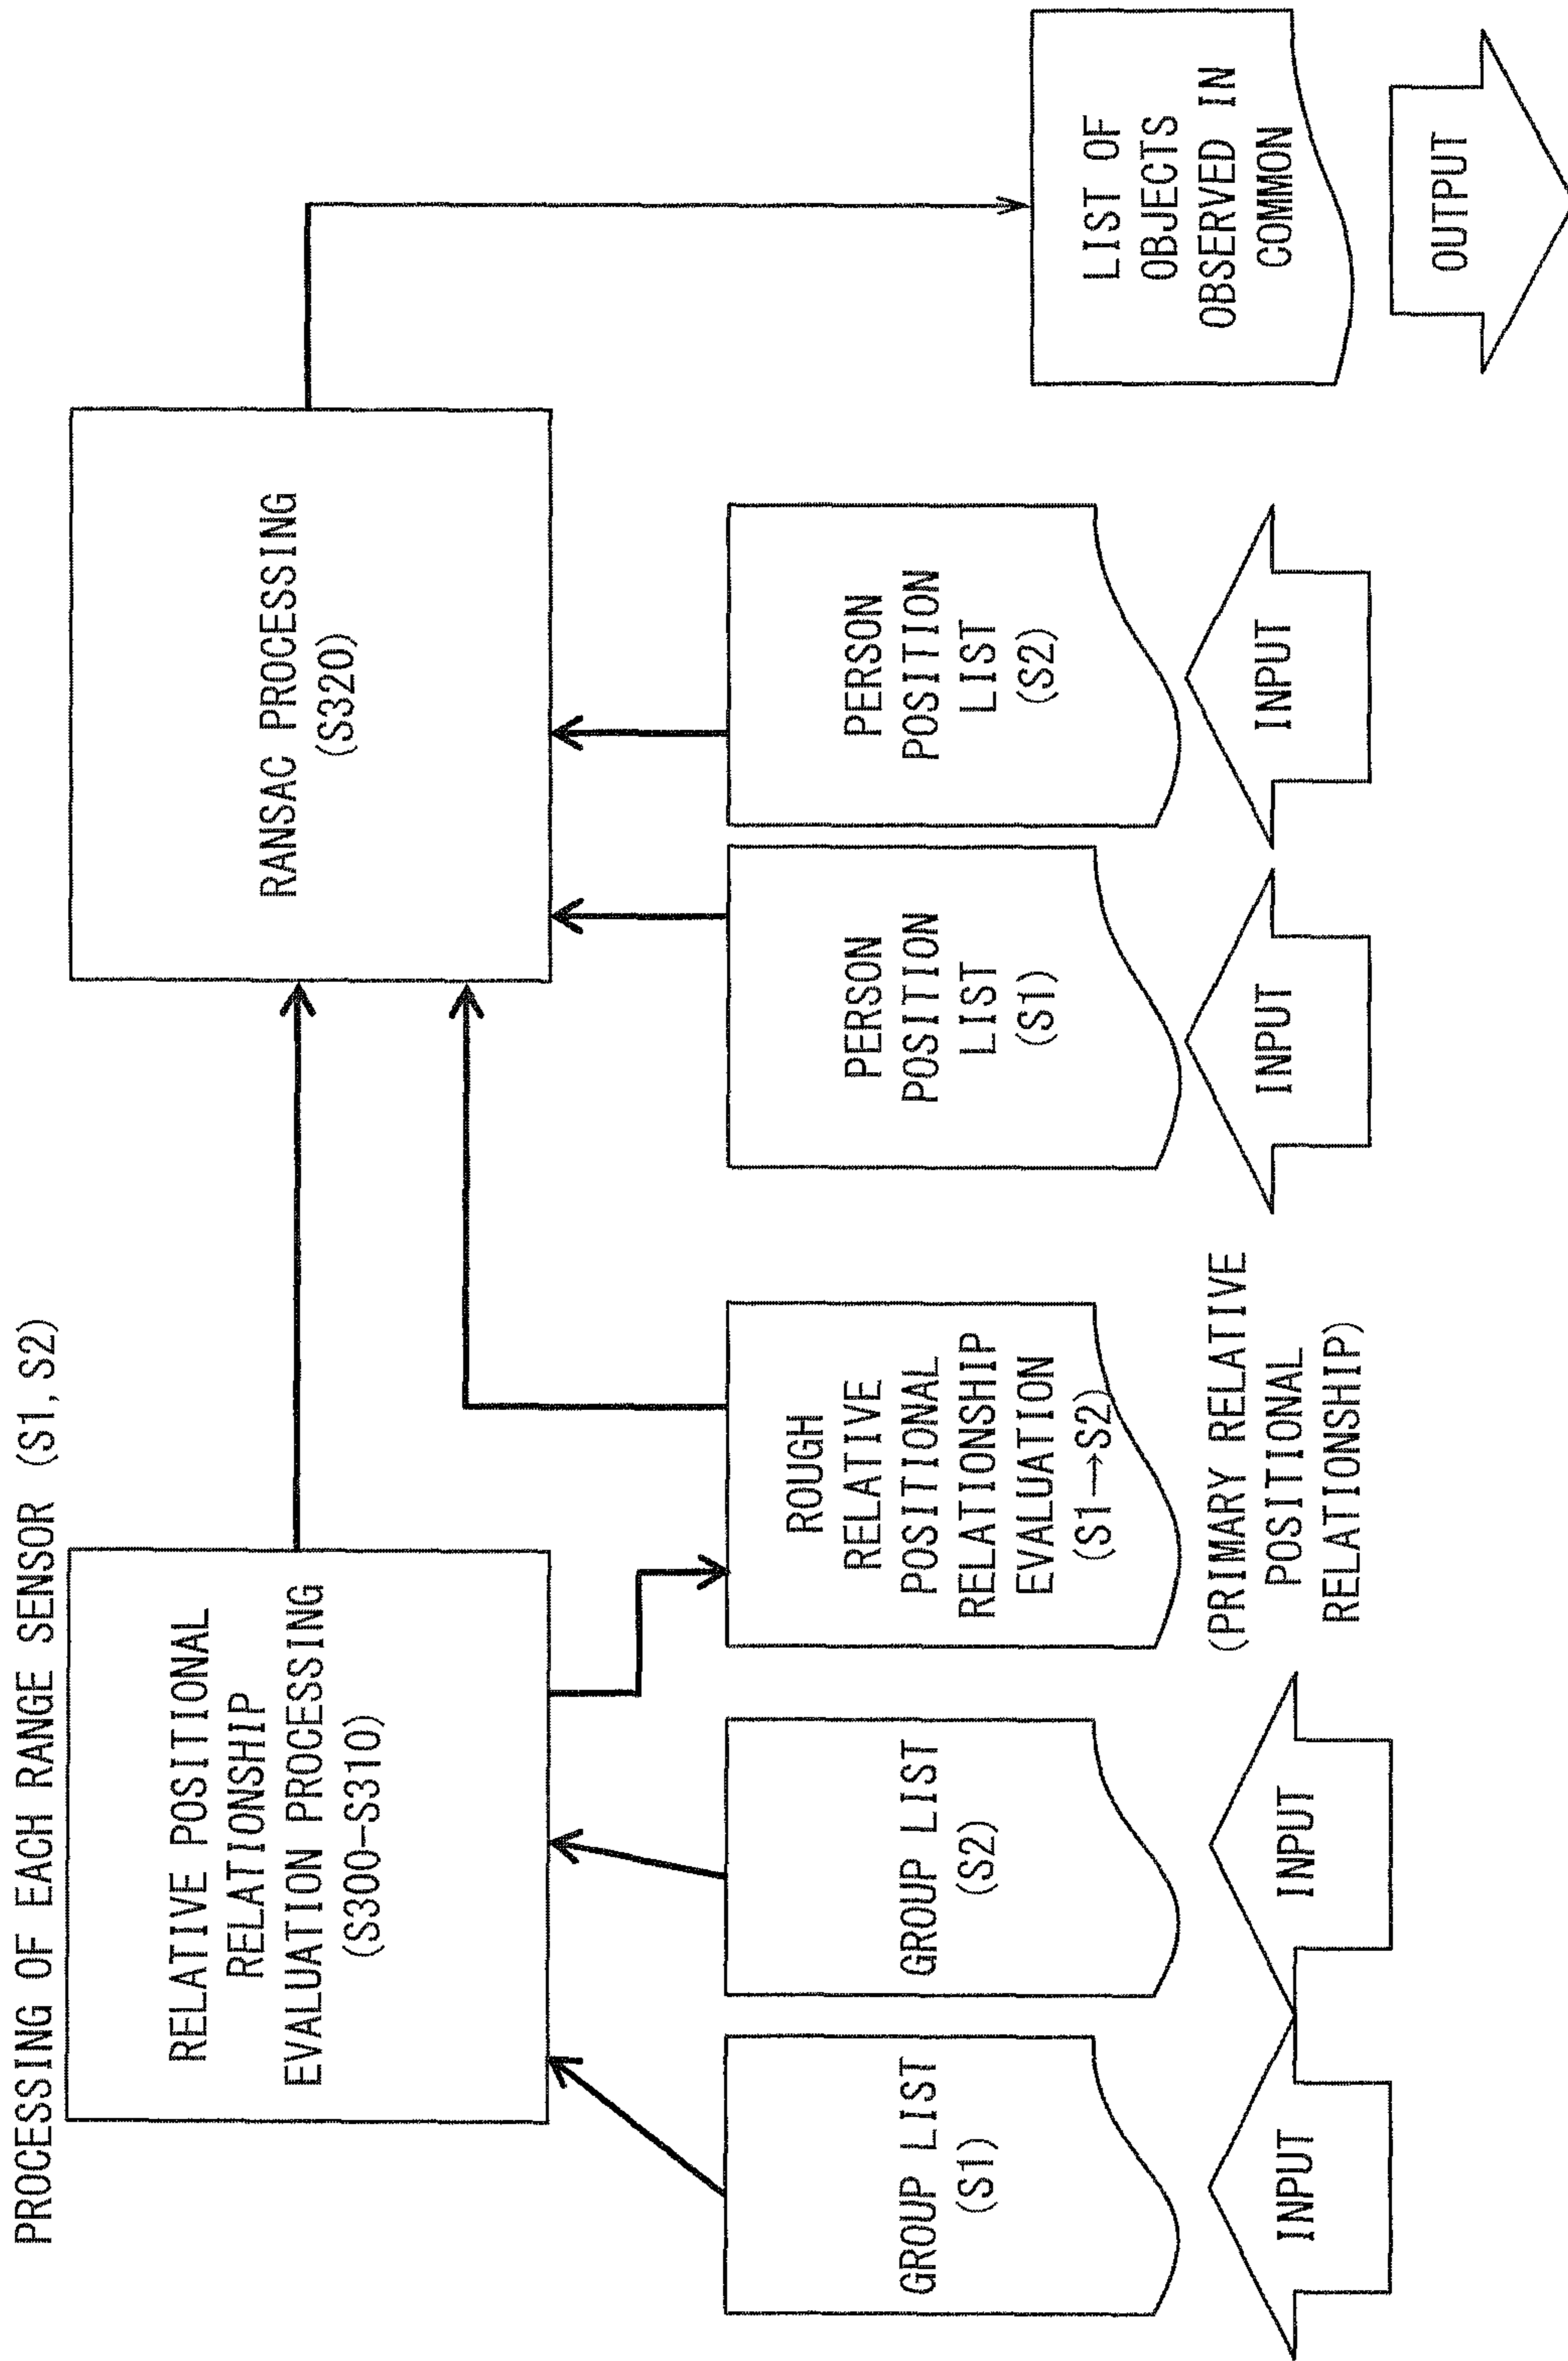 PROCESSING OF EACH RANGE SENSOR (S1, S2)
RELATIVE POSITIONAL
RELATIONSHIP
EVALUATION PROCESSING
(S300-S310)
RANSAC PROCESSING
(S320)
GROUP LIST
(S1)
GROUP LIST
(S2)
ROUGH
RELATIVE
POSITIONAL
RELATIONSHIP
EVALUATION
(S1→S2)
PERSON
POSITION
LIST
(S1)
PERSON
POSITION
LIST
(S2)
LIST OF
OBJECTS
OBSERVED IN
COMMON
INPUT
INPUT
(PRIMARY RELATIVE
POSITIONAL
RELATIONSHIP)
INPUT
INPUT
OUTPUT